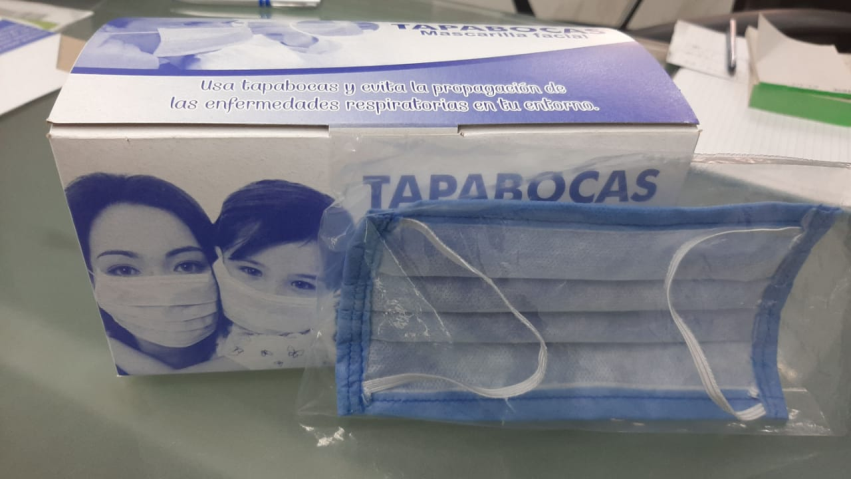 TAPABOCAS
Mascarilla facial
Usa tapabocas y evita la propagación de
las enfermedades respiratorias en tu entorno.
TAPABOCAS